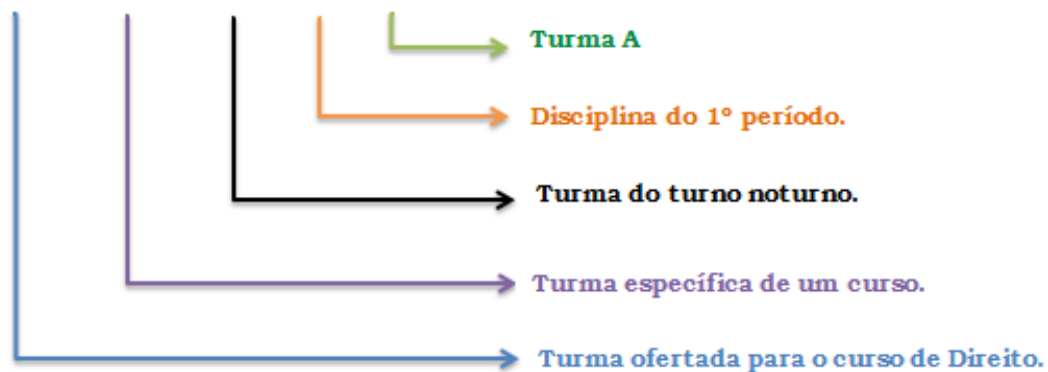 Turma A
Disciplina do 1º período.
Turma do turno noturno.
Turma específica de um curso.
Turma ofertada para o curso de Direito.